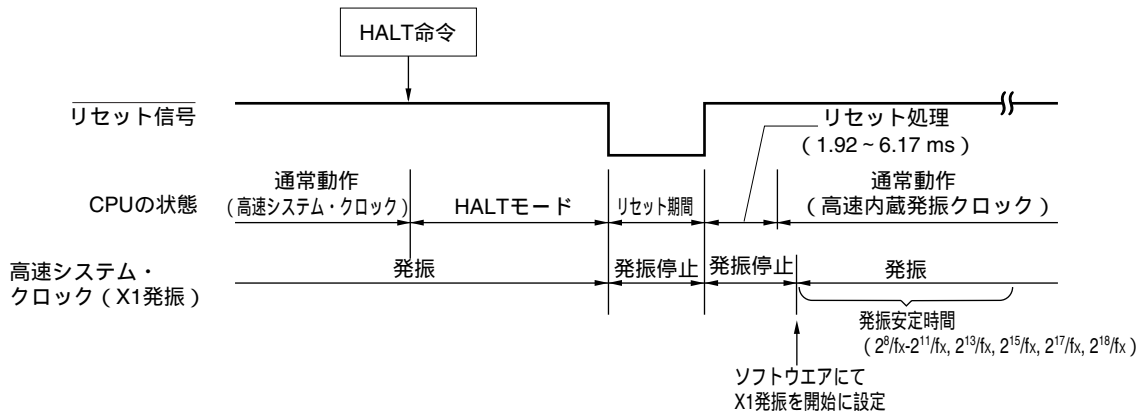 HALT命令
リセット信号
リセット処理
（1.92 ~ 6.17 ms）
CPUの状態
通常動作
（高速システム・クロック）
HALTモード
リセット期間
通常動作
（高速内蔵発振クロック）
高速システム・
クロック（X1発振）
発振
発振停止
発振停止
発振
発振安定時間
（2⁸/fx-2¹¹/fx, 2¹³/fx, 2¹⁵/fx, 2¹⁷/fx, 2¹⁸/fx）
ソフトウエアにて
X1発振を開始に設定